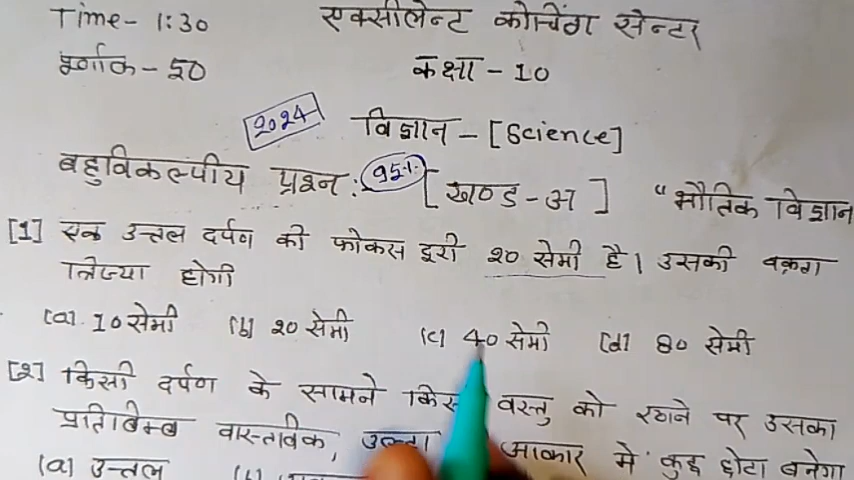 Time- 1:30 एक्सीलेन्ट कोचिंग सेन्टर
पूर्णांक - 50 कक्षा - 10
2024 विज्ञान - [Science]
बहुविकल्पीय प्रश्न:- 95% [खण्ड - अ] "भौतिक विज्ञान
[1] एक उत्तल दर्पण की फोकस दूरी 20 सेमी है। उसकी वक्रता
त्रिज्या होगी
(a) 10 सेमी (b) 20 सेमी (c) 40 सेमी (d) 80 सेमी
[2] किसी दर्पण के सामने किसी वस्तु को रखने पर उसका
प्रतिबिम्ब वास्तविक, उल्टा आकार में कुछ छोटा बनेगा
(a) उत्तल (b)